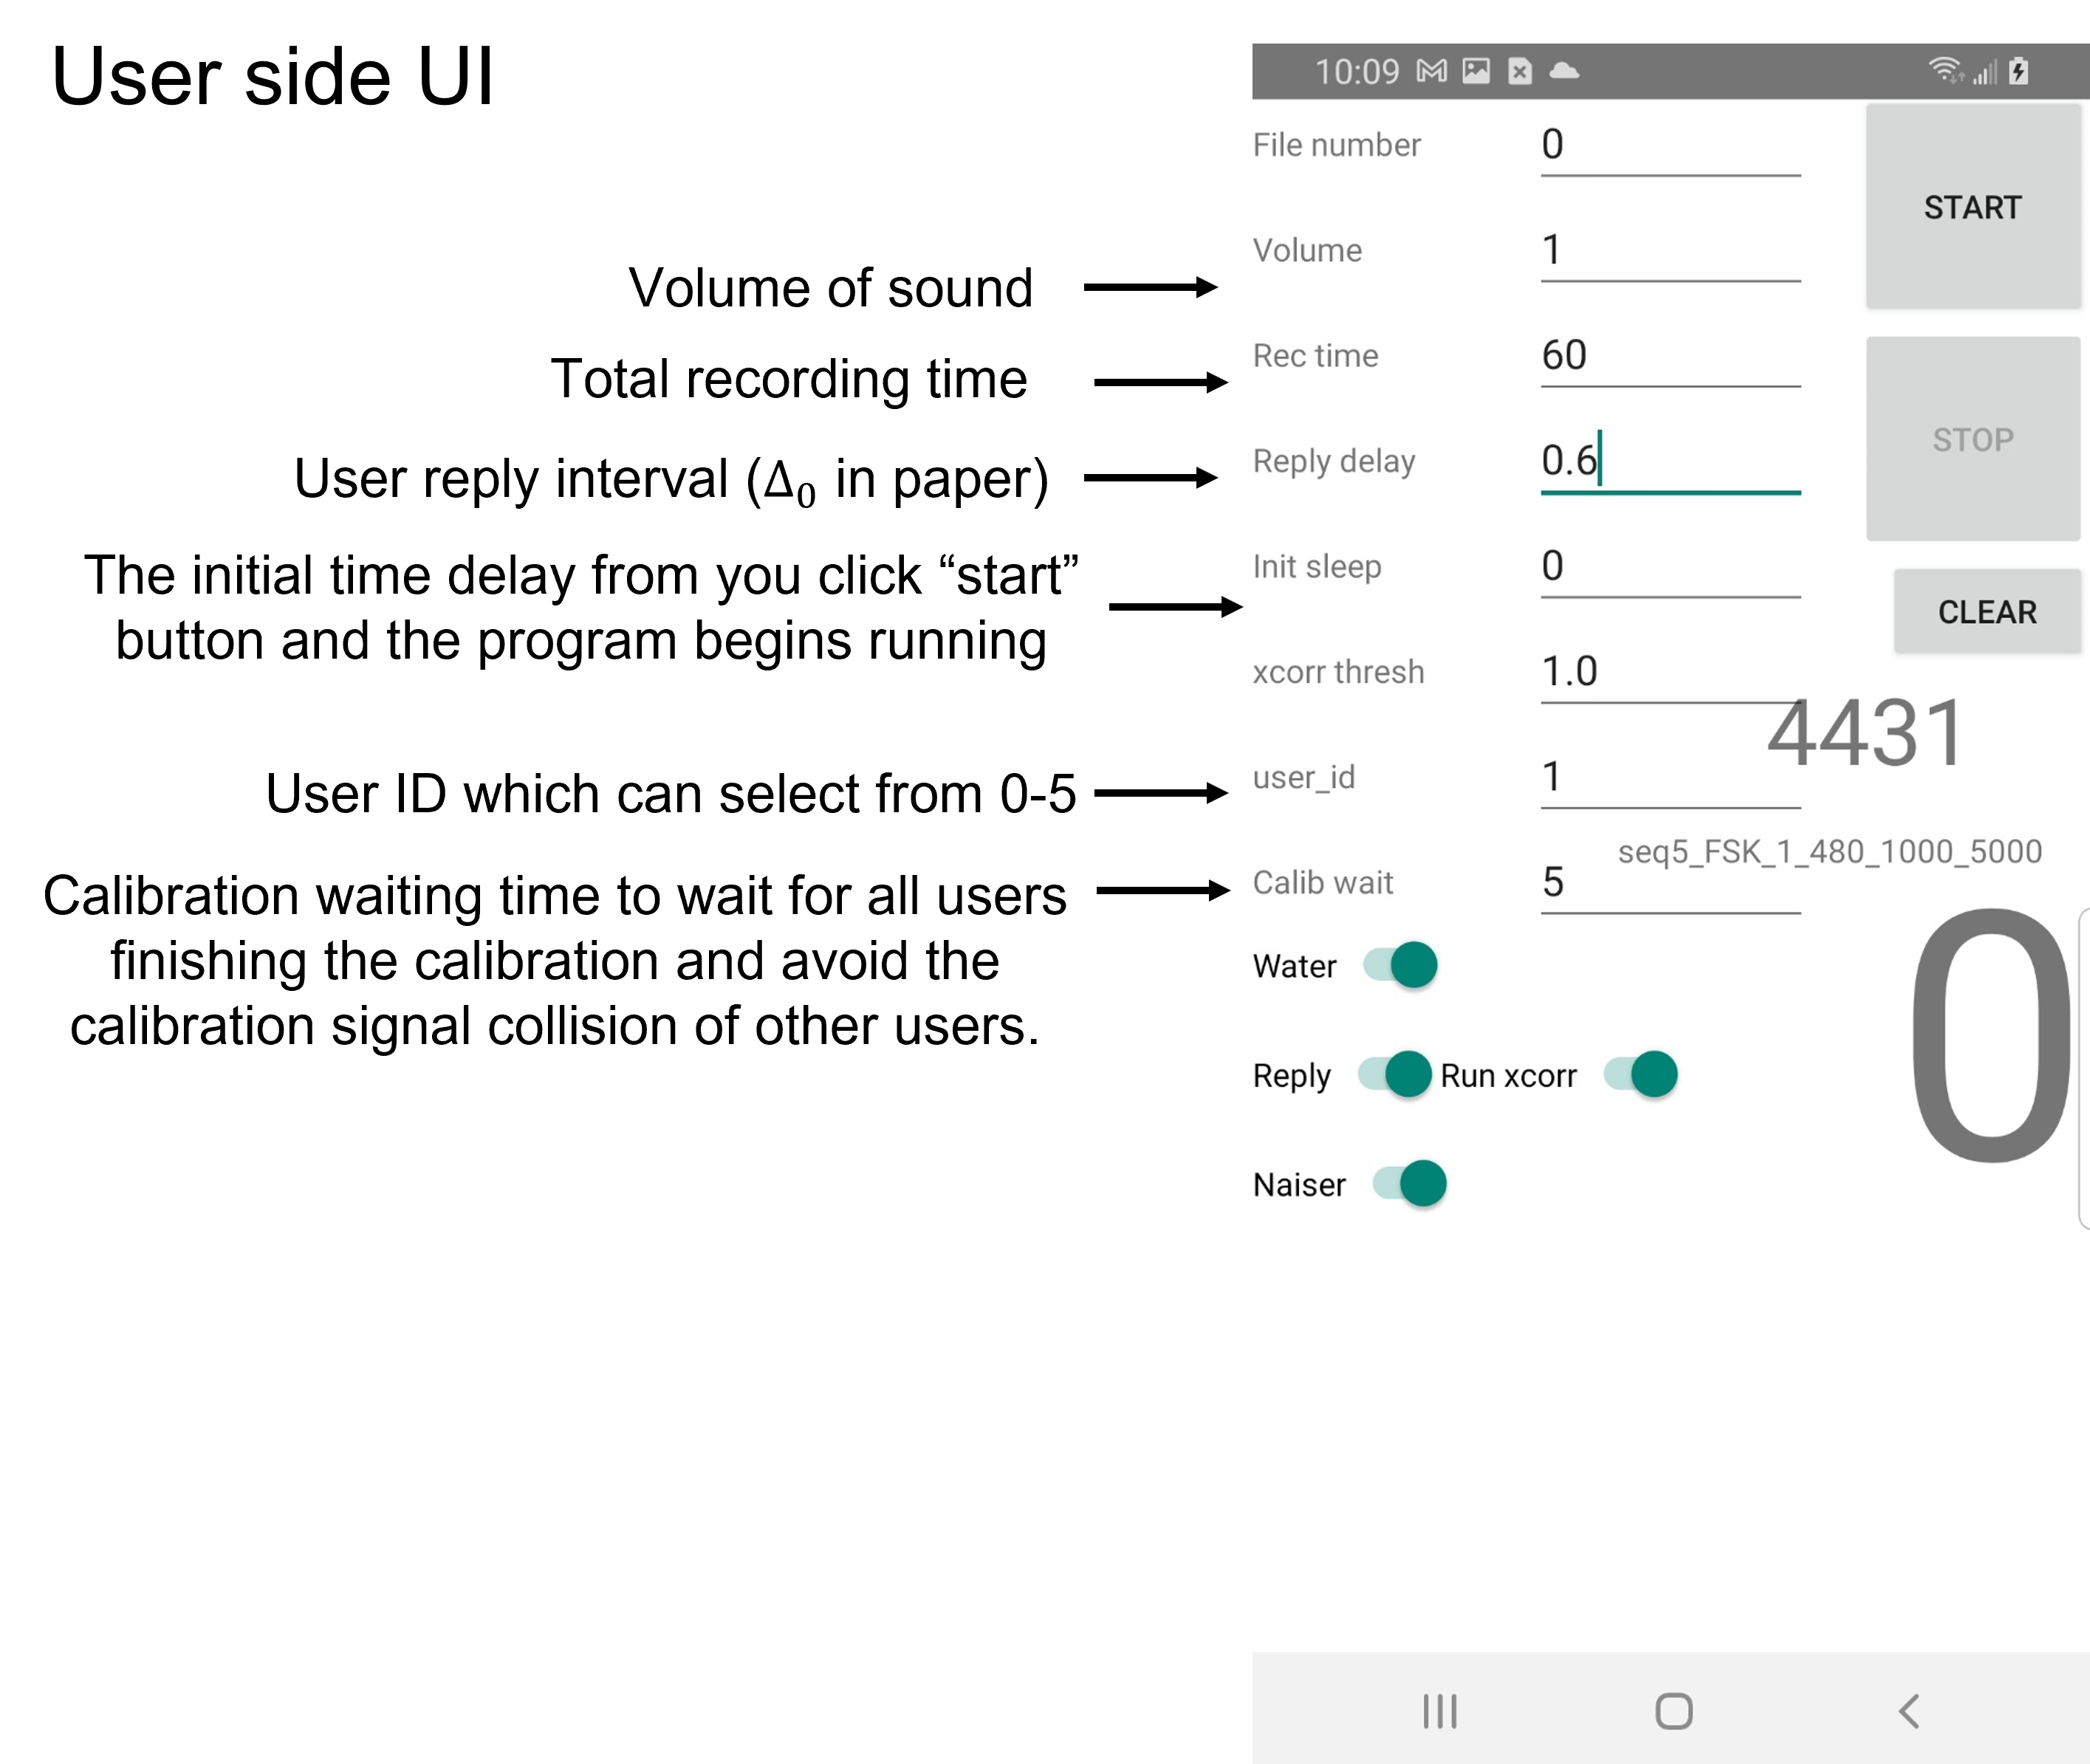 User side UI
Volume of sound
Total recording time
User reply interval (Δ₀ in paper)
The initial time delay from you click “start”
button and the program begins running
User ID which can select from 0-5
Calibration waiting time to wait for all users
finishing the calibration and avoid the
calibration signal collision of other users.
10:09
File number 0
START
Volume 1
Rec time 60
STOP
Reply delay 0.6
Init sleep 0
CLEAR
xcorr thresh 1.0
4431
user_id 1
seq5_FSK_1_480_1000_5000
Calib wait 5
Water
0
Reply Run xcorr
Naiser